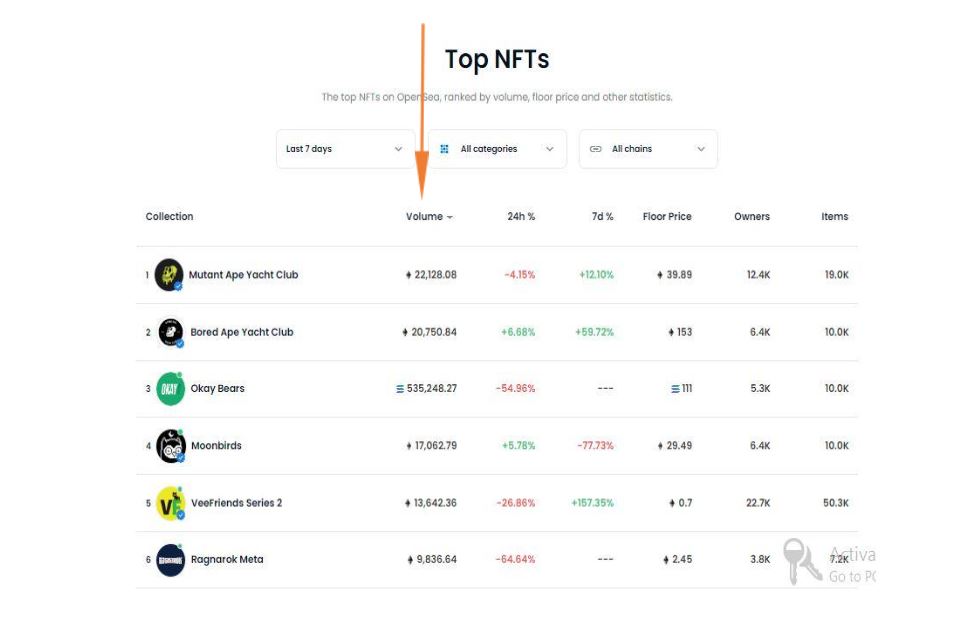 Top NFTs
The top NFTs on OpenSea, ranked by volume, floor price and other statistics.
Last 7 days All categories All chains
Collection Volume 24h % 7d % Floor Price Owners Items
1 Mutant Ape Yacht Club 22,128.08 -4.15% +12.10% 39.89 12.4K 19.0K
2 Bored Ape Yacht Club 20,750.84 +6.68% +59.72% 153 6.4K 10.0K
3 OKAY Okay Bears 535,248.27 -54.96% --- 111 5.3K 10.0K
4 Moonbirds 17,062.79 +5.78% -77.73% 29.49 6.4K 10.0K
5 VF VeeFriends Series 2 13,642.36 -26.86% +157.35% 0.7 22.7K 50.3K
6 Ragnarok Meta 9,836.64 -64.64% --- 2.45 3.8K 7.2K
Activa
Go to PC